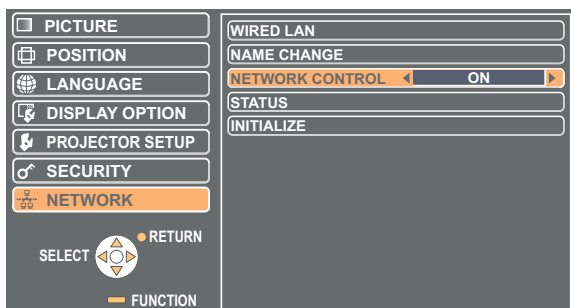 PICTURE
POSITION
LANGUAGE
DISPLAY OPTION
PROJECTOR SETUP
SECURITY
NETWORK
RETURN
SELECT
FUNCTION
WIRED LAN
NAME CHANGE
NETWORK CONTROL ON
STATUS
INITIALIZE